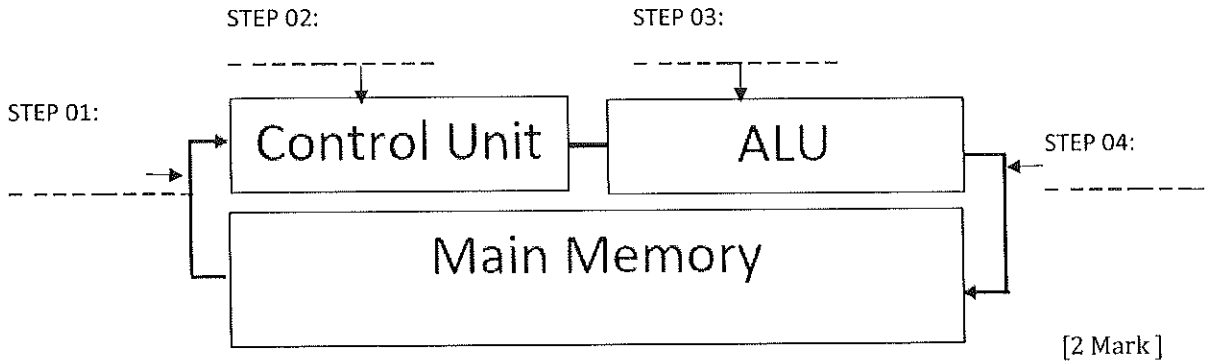 STEP 02:
STEP 03:
STEP 01:
Control Unit
ALU
STEP 04:
Main Memory
[2 Mark]